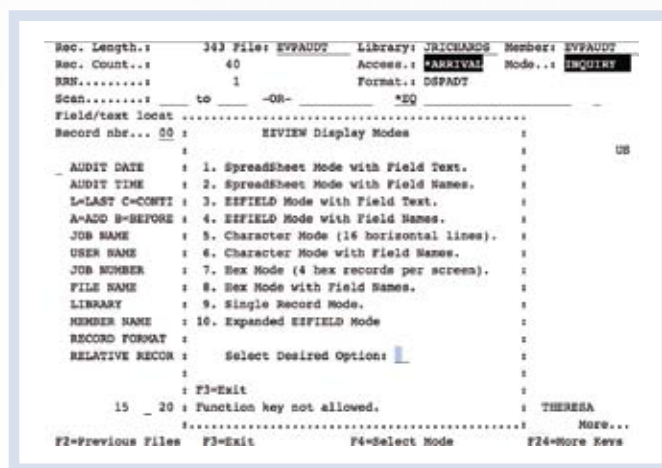 Rec. Length.: 343 File: EVPAUDT Library: JRICHARDS Member: EVPAUDT
Rec. Count..: 40 Access.: *ARRIVAL Mode..: INQUIRY
RRN.........: 1 Format.: DSPADT
Scan........: ____ to ____ -OR- __________ *EQ ____________________ _
Field/text locat ..................................................
Record nbr... 00 : EZVIEW Display Modes :
: : US
_ AUDIT DATE : 1. SpreadSheet Mode with Field Text. :
AUDIT TIME : 2. SpreadSheet Mode with Field Names. :
L=LAST C=CONTI : 3. EZFIELD Mode with Field Text. :
A=ADD B=BEFORE : 4. EZFIELD Mode with Field Names. :
JOB NAME : 5. Character Mode (16 horizontal lines). :
USER NAME : 6. Character Mode with Field Names. :
JOB NUMBER : 7. Hex Mode (4 hex records per screen). :
FILE NAME : 8. Hex Mode with Field Names. :
LIBRARY : 9. Single Record Mode. :
MEMBER NAME : 10. Expanded EZFIELD Mode :
RECORD FORMAT : :
RELATIVE RECOR : Select Desired Option: __ :
: :
: F3=Exit :
15 _ 20 : Function key not allowed. : THERESA
:..................................................: More...
F2=Previous Files F3=Exit F4=Select Mode F24=More Keys